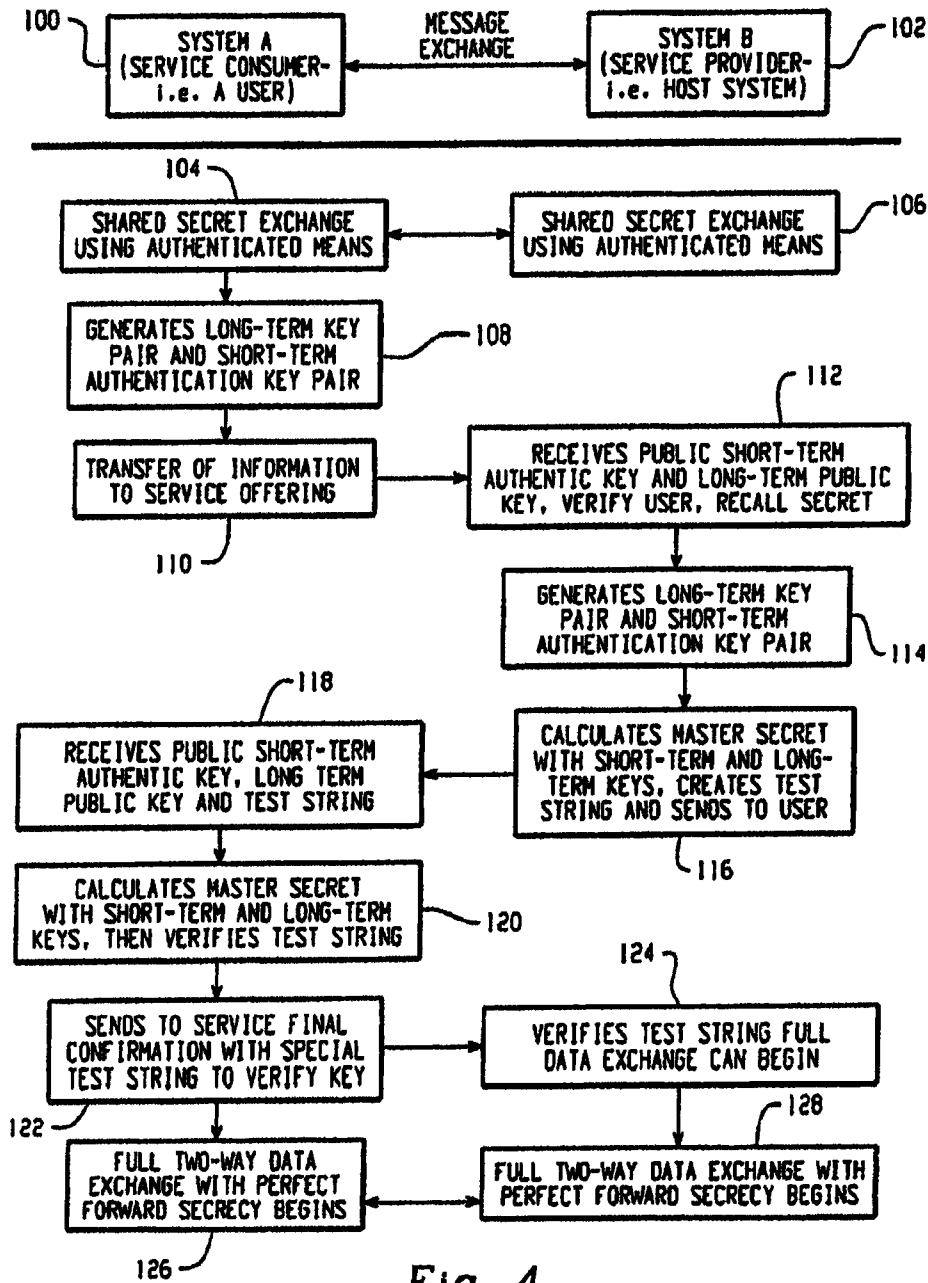 100
SYSTEM A
(SERVICE CONSUMER-
i.e. A USER)
MESSAGE
EXCHANGE
SYSTEM B
(SERVICE PROVIDER-
i.e. HOST SYSTEM)
102
104
SHARED SECRET EXCHANGE
USING AUTHENTICATED MEANS
SHARED SECRET EXCHANGE
USING AUTHENTICATED MEANS
106
GENERATES LONG-TERM KEY
PAIR AND SHORT-TERM
AUTHENTICATION KEY PAIR
108
TRANSFER OF INFORMATION
TO SERVICE OFFERING
110
112
RECEIVES PUBLIC SHORT-TERM
AUTHENTIC KEY AND LONG-TERM PUBLIC
KEY, VERIFY USER, RECALL SECRET
GENERATES LONG-TERM KEY
PAIR AND SHORT-TERM
AUTHENTICATION KEY PAIR
114
CALCULATES MASTER SECRET
WITH SHORT-TERM AND LONG-
TERM KEYS, CREATES TEST
STRING AND SENDS TO USER
116
118
RECEIVES PUBLIC SHORT-TERM
AUTHENTIC KEY, LONG TERM
PUBLIC KEY AND TEST STRING
CALCULATES MASTER SECRET
WITH SHORT-TERM AND LONG-TERM
KEYS, THEN VERIFIES TEST STRING
120
SENDS TO SERVICE FINAL
CONFIRMATION WITH SPECIAL
TEST STRING TO VERIFY KEY
122
124
VERIFIES TEST STRING FULL
DATA EXCHANGE CAN BEGIN
FULL TWO-WAY DATA
EXCHANGE WITH PERFECT
FORWARD SECRECY BEGINS
126
128
FULL TWO-WAY DATA EXCHANGE WITH
PERFECT FORWARD SECRECY BEGINS
Fig. 4